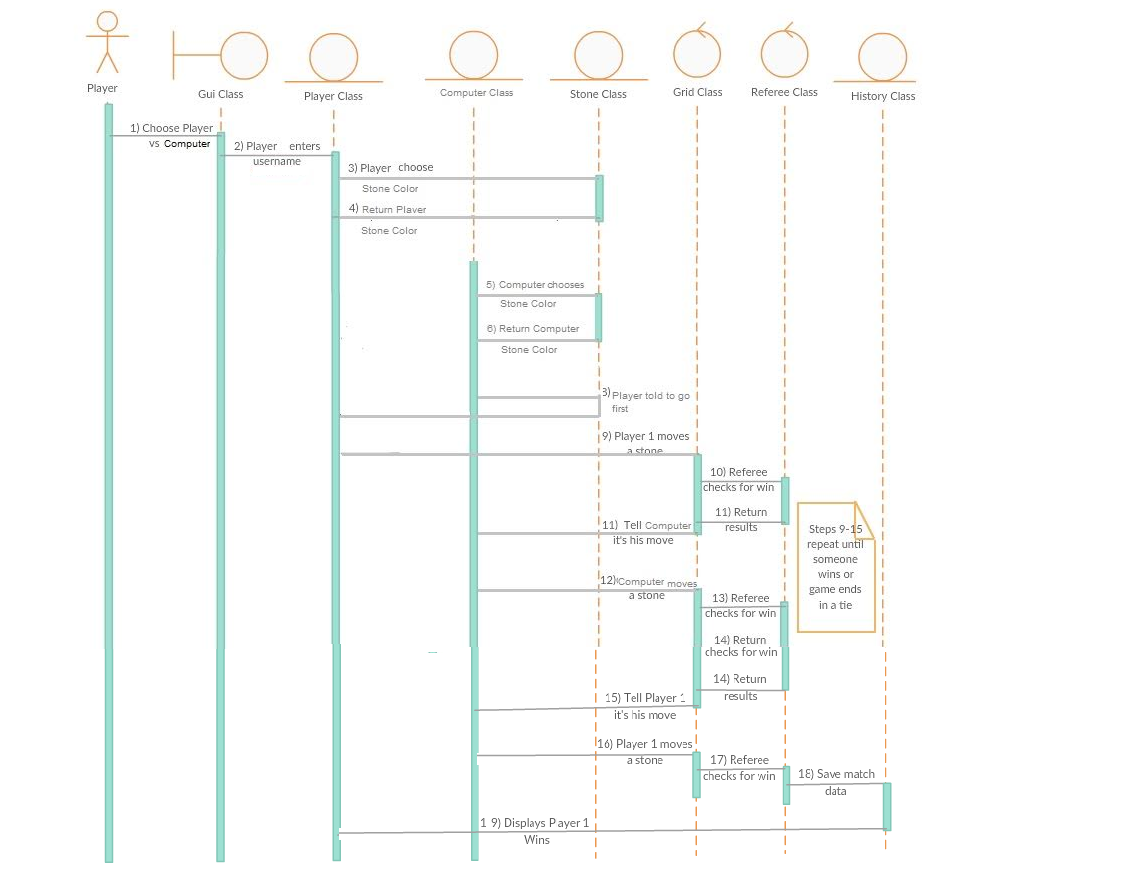 Player
Gui Class
Player Class
Computer Class
Stone Class
Grid Class
Referee Class
History Class
1) Choose Player
vs Computer
2) Player enters
username
3) Player choose
Stone Color
4) Return Plaver
Stone Color
5) Computer chooses
Stone Color
6) Return Computer
Stone Color
8) Player told to go
first
9) Player 1 moves
a stone
10) Referee
checks for win
11) Return
results
11) Tell Computer
it's his move
Steps 9-15
repeat until
someone
wins or
game ends
in a tie
12) Computer moves
a stone
13) Referee
checks for win
14) Return
checks for win
14) Return
results
15) Tell Player 1
it's his move
16) Player 1 moves
a stone
17) Referee
checks for win
18) Save match
data
1 9) Displays P ayer 1
Wins